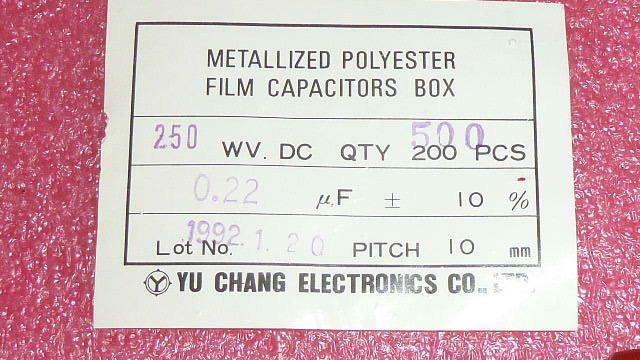 METALLIZED POLYESTER
FILM CAPACITORS BOX
250 WV. DC QTY 500 200 PCS
0.22 μF ± 10 %
Lot No. 1992.1.20 PITCH 10 mm
YU CHANG ELECTRONICS CO., LTD.